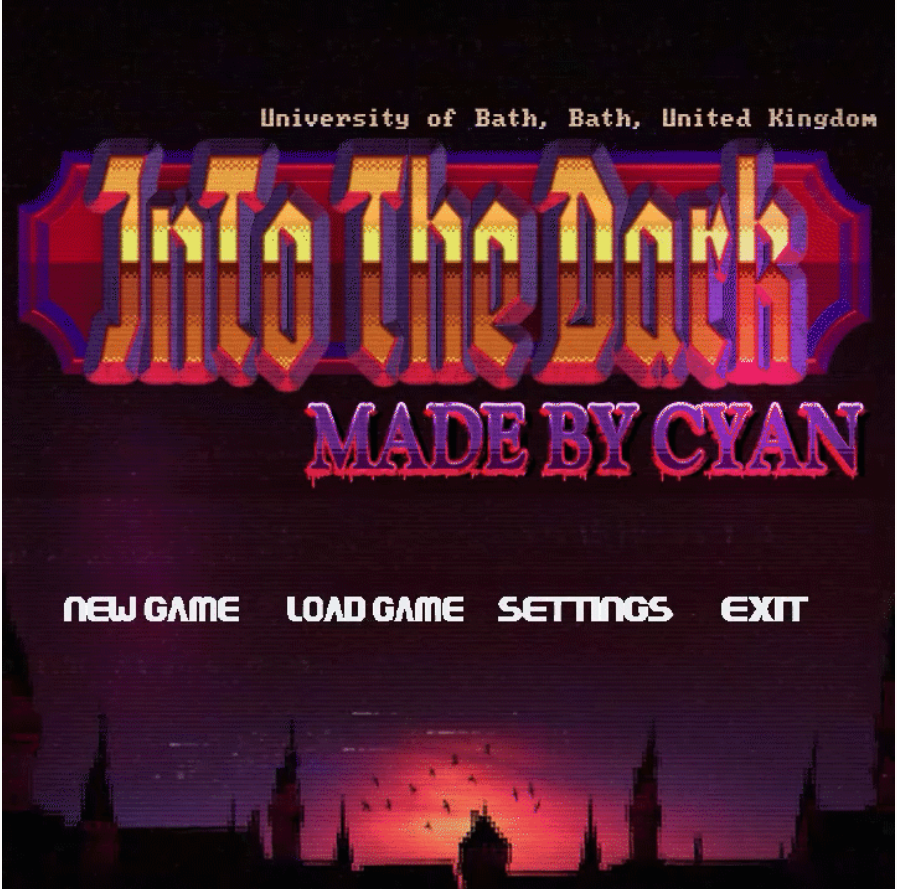 University of Bath, Bath, United Kingdom
InTo The Dark
MADE BY CYAN
NEW GAME LOAD GAME SETTINGS EXIT